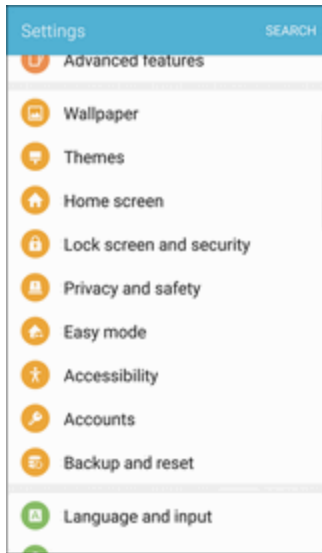 Settings
SEARCH
Advanced features
Wallpaper
Themes
Home screen
Lock screen and security
Privacy and safety
Easy mode
Accessibility
Accounts
Backup and reset
A
Language and input